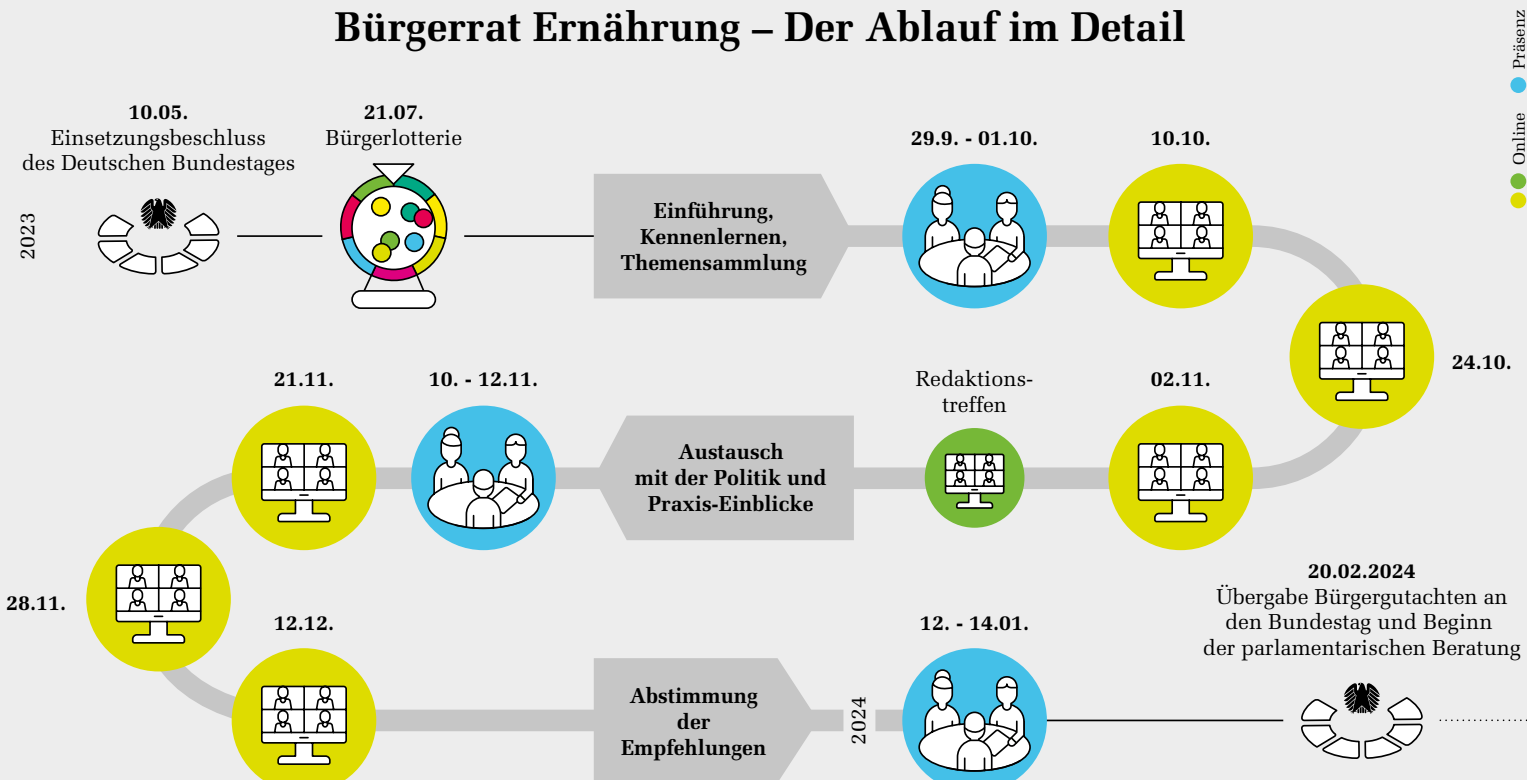 Bürgerrat Ernährung – Der Ablauf im Detail
Präsenz
Online
2023
10.05.
Einsetzungsbeschluss
des Deutschen Bundestages
21.07.
Bürgerlotterie
Einführung,
Kennenlernen,
Themensammlung
29.9. - 01.10.
10.10.
24.10.
02.11.
Redaktions-
treffen
Austausch
mit der Politik und
Praxis-Einblicke
10. - 12.11.
21.11.
28.11.
12.12.
Abstimmung
der
Empfehlungen
2024
12. - 14.01.
20.02.2024
Übergabe Bürgergutachten an
den Bundestag und Beginn
der parlamentarischen Beratung